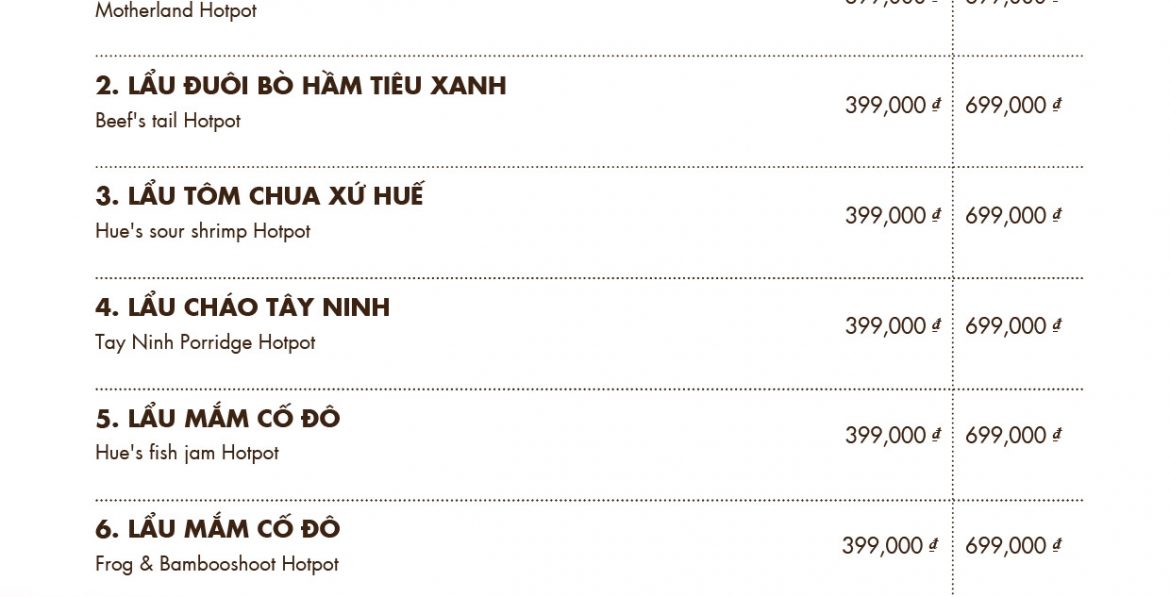 Motherland Hotpot
2. LẨU ĐUÔI BÒ HẦM TIÊU XANH
Beef's tail Hotpot
399,000 ₫ 699,000 ₫
3. LẨU TÔM CHUA XỨ HUẾ
Hue's sour shrimp Hotpot
399,000 ₫ 699,000 ₫
4. LẨU CHÁO TÂY NINH
Tay Ninh Porridge Hotpot
399,000 ₫ 699,000 ₫
5. LẨU MẮM CỐ ĐÔ
Hue's fish jam Hotpot
399,000 ₫ 699,000 ₫
6. LẨU MẮM CỐ ĐÔ
Frog & Bambooshoot Hotpot
399,000 ₫ 699,000 ₫